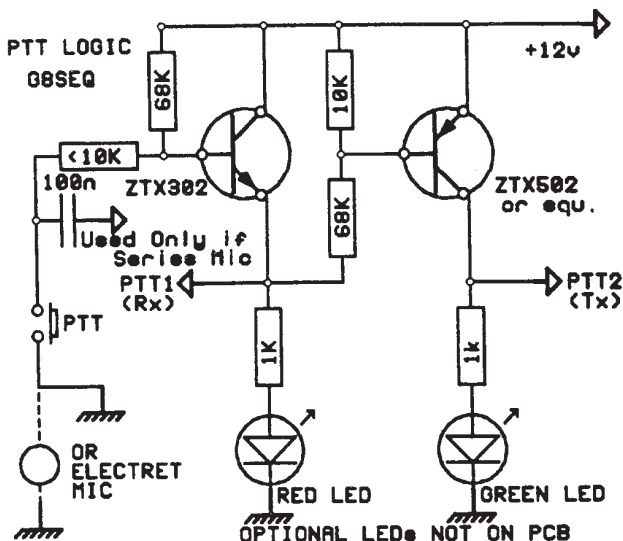 PTT LOGIC
G8SEQ
68K
10K
+12v
<10K
100n
ZTX302
ZTX502
or equ.
68K
Used Only if
Series Mic
PTT1
(Rx)
PTT2
(Tx)
PTT
1K
1k
OR
ELECTRET
MIC
RED LED
GREEN LED
OPTIONAL LEDs NOT ON PCB